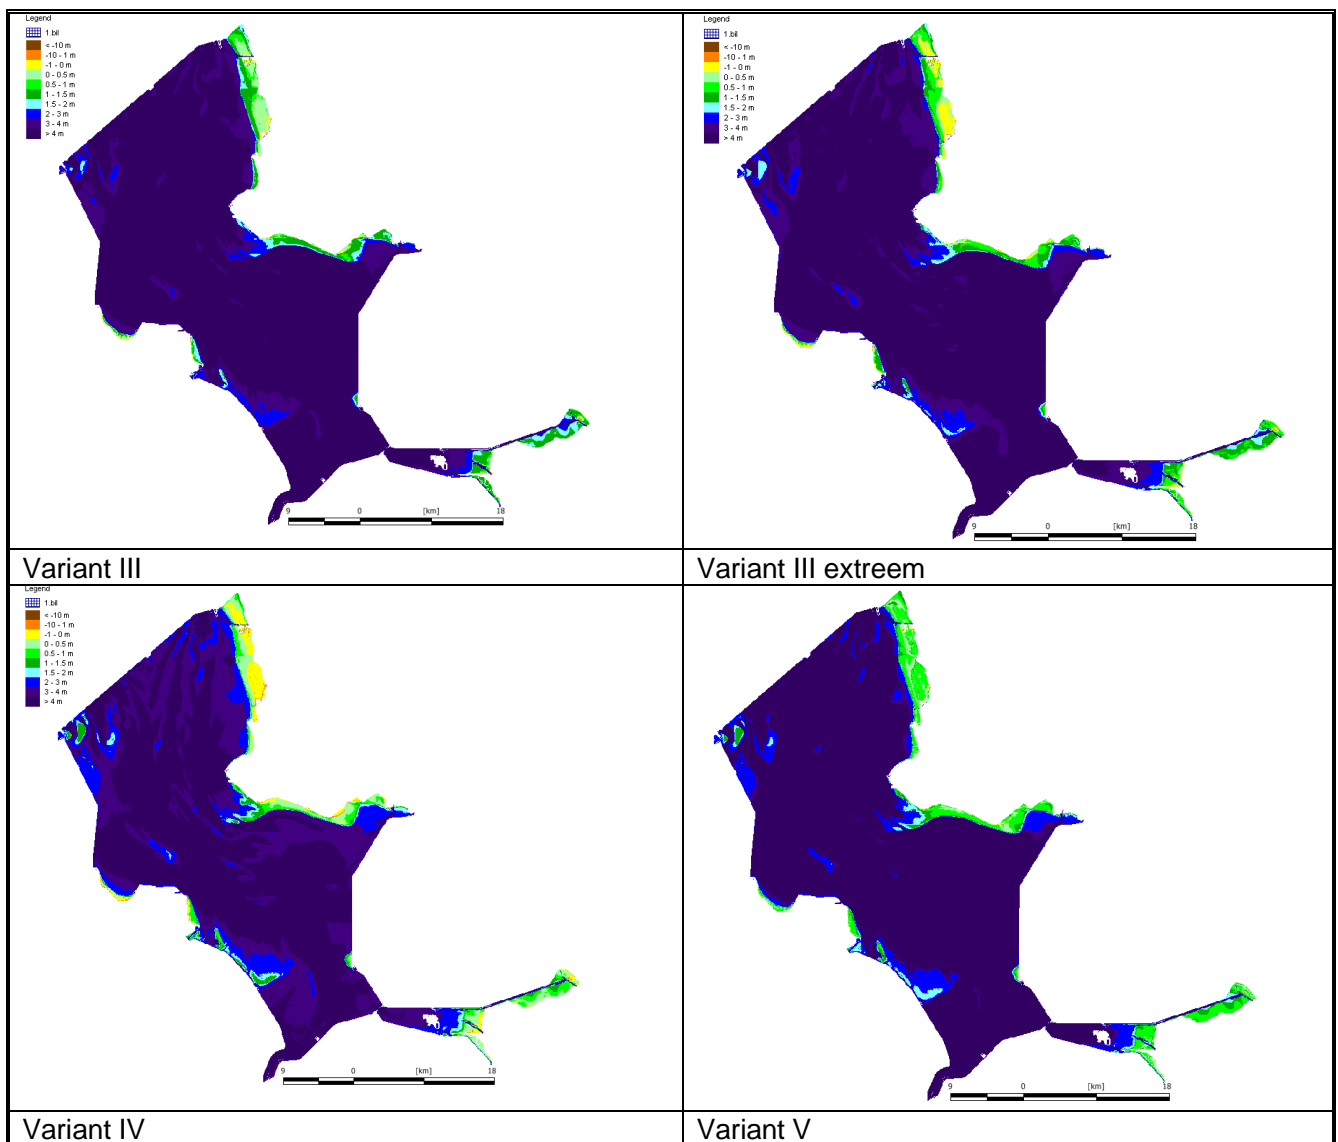 Legend
1.bil
< -10 m
-10 - 1 m
-1 - 0 m
0 - 0.5 m
0.5 - 1 m
1 - 1.5 m
1.5 - 2 m
2 - 3 m
3 - 4 m
> 4 m
9 0 [km] 18
Variant III
Legend
1.bil
< -10 m
-10 - 1 m
-1 - 0 m
0 - 0.5 m
0.5 - 1 m
1 - 1.5 m
1.5 - 2 m
2 - 3 m
3 - 4 m
> 4 m
9 0 [km] 18
Variant III extreem
Legend
1.bil
< -10 m
-10 - 1 m
-1 - 0 m
0 - 0.5 m
0.5 - 1 m
1 - 1.5 m
1.5 - 2 m
2 - 3 m
3 - 4 m
> 4 m
9 0 [km] 18
Variant IV
9 0 [km] 18
Variant V